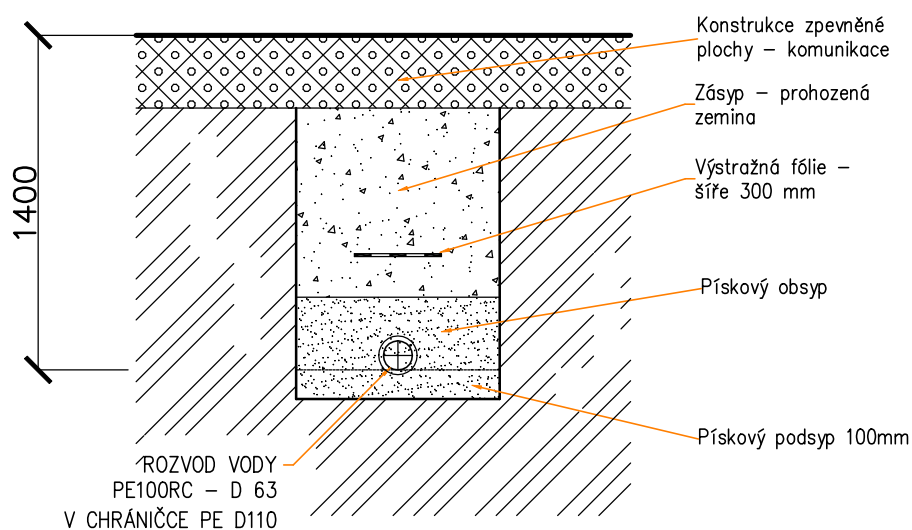 Konstrukce zpevněné
plochy – komunikace
Zásyp – prohozená
zemina
Výstražná fólie –
šíře 300 mm
1400
Pískový obsyp
Pískový podsyp 100mm
ROZVOD VODY
PE100RC – D 63
V CHRÁNIČCE PE D110